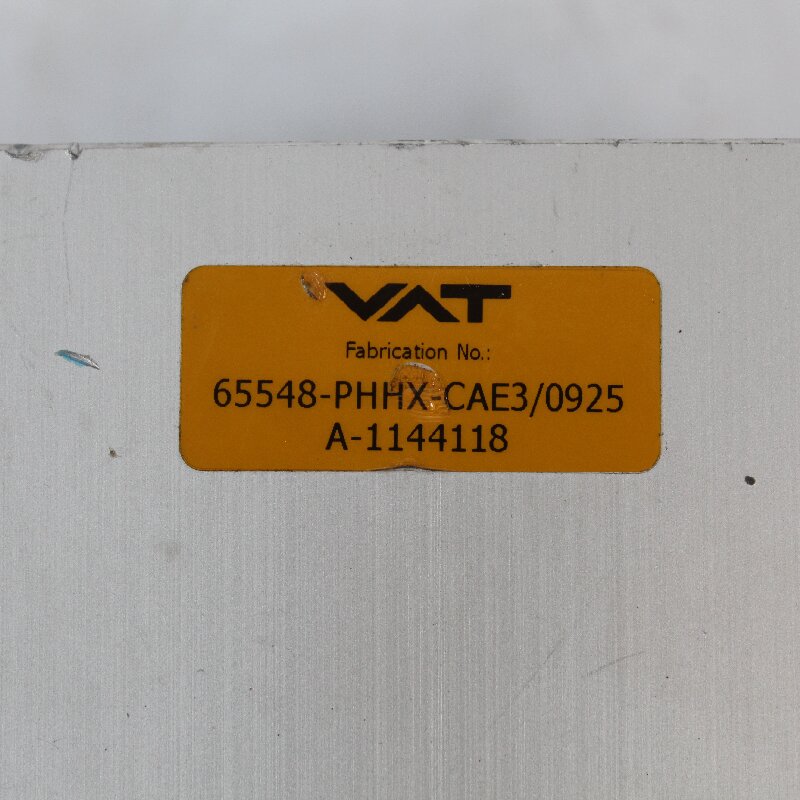 VAT
Fabrication No.:
65548-PHHX-CAE3/0925
A-1144118